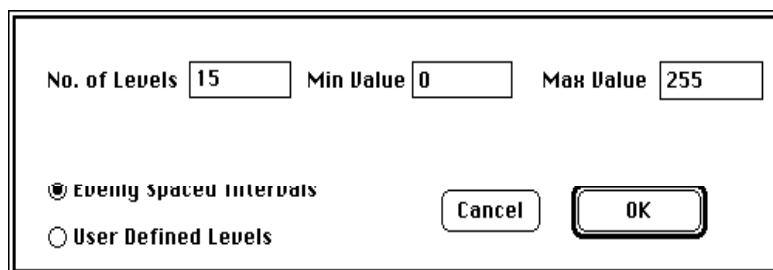 No. of Levels 15 Min Value 0 Max Value 255
Evenly Spaced Intervals
Cancel OK
User Defined Levels